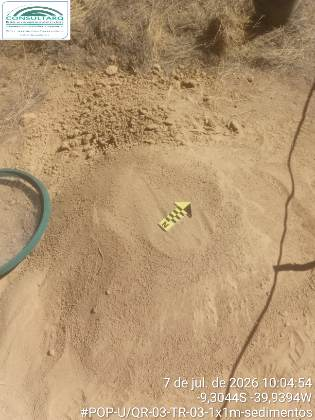 CONSULTARQ
N
7 de jul. de 2026 10:04:54
-9,3044S -39,9394W
#POP-U/QR-03-TR-03-1x1m-sedimentos